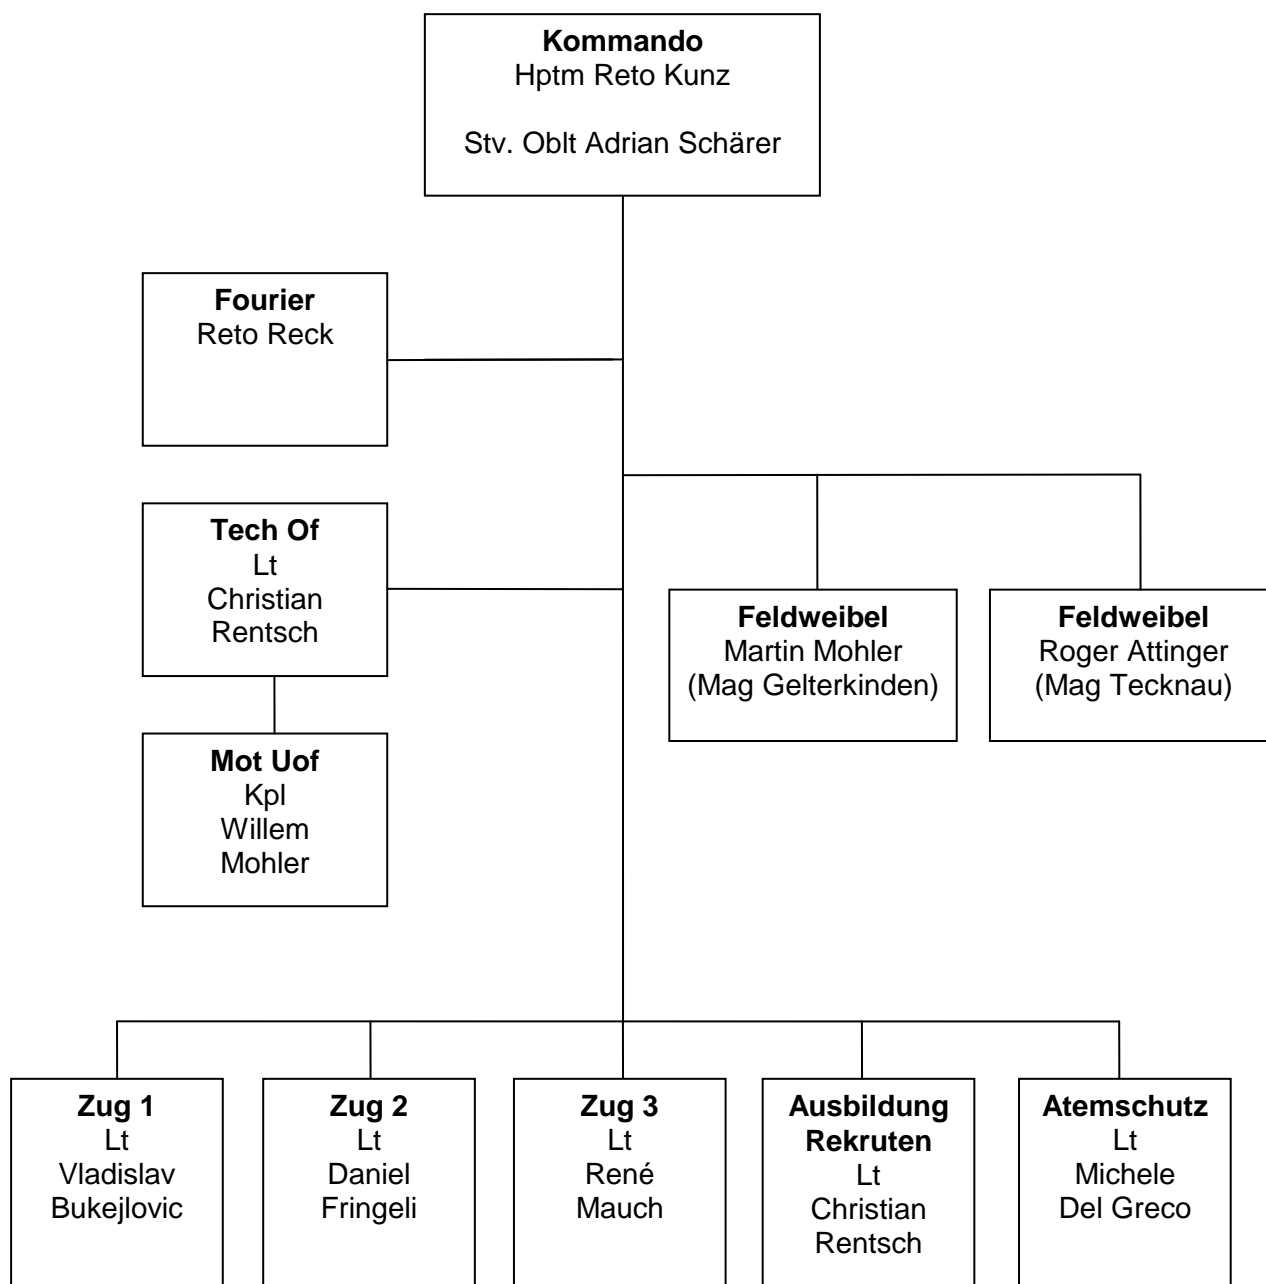 Kommando
Hptm Reto Kunz
Stv. Oblt Adrian Schärer
Fourier
Reto Reck
Tech Of
Lt
Christian
Rentsch
Feldweibel
Martin Mohler
(Mag Gelterkinden)
Feldweibel
Roger Attinger
(Mag Tecknau)
Mot Uof
Kpl
Willem
Mohler
Zug 1
Lt
Vladislav
Bukejlovic
Zug 2
Lt
Daniel
Fringeli
Zug 3
Lt
René
Mauch
Ausbildung
Rekruten
Lt
Christian
Rentsch
Atemschutz
Lt
Michele
Del Greco